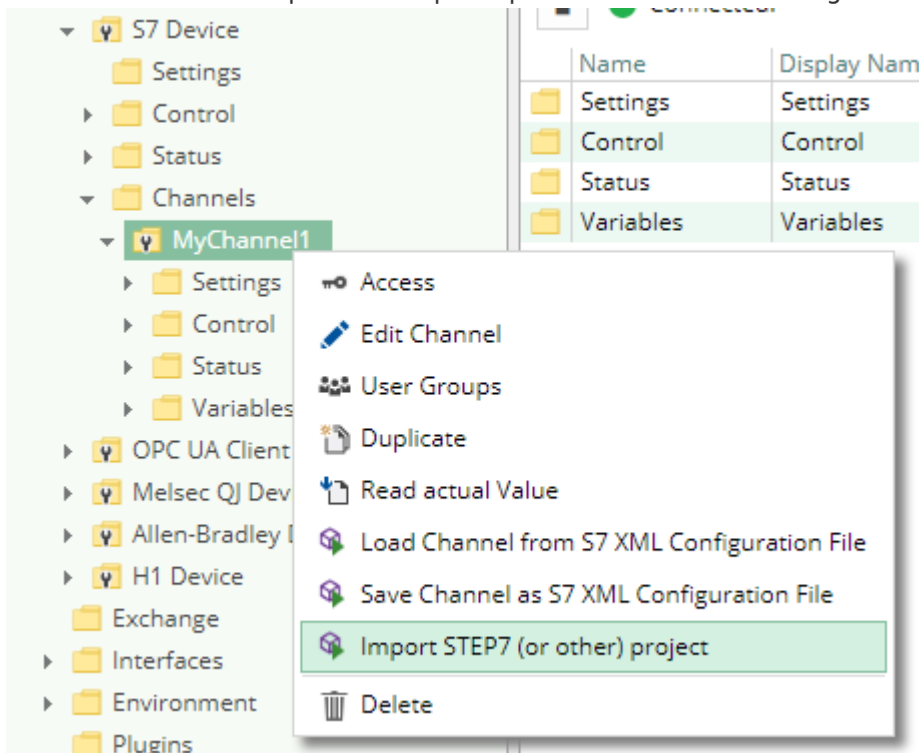 S7 Device
Settings
Control
Status
Channels
MyChannel1
Settings
Control
Status
Variables
OPC UA Client
Melsec QJ Dev
Allen-Bradley
H1 Device
Exchange
Interfaces
Environment
Plugins
Name Display Nam
Settings Settings
Control Control
Status Status
Variables Variables
Access
Edit Channel
User Groups
Duplicate
Read actual Value
Load Channel from S7 XML Configuration File
Save Channel as S7 XML Configuration File
Import STEP7 (or other) project
Delete